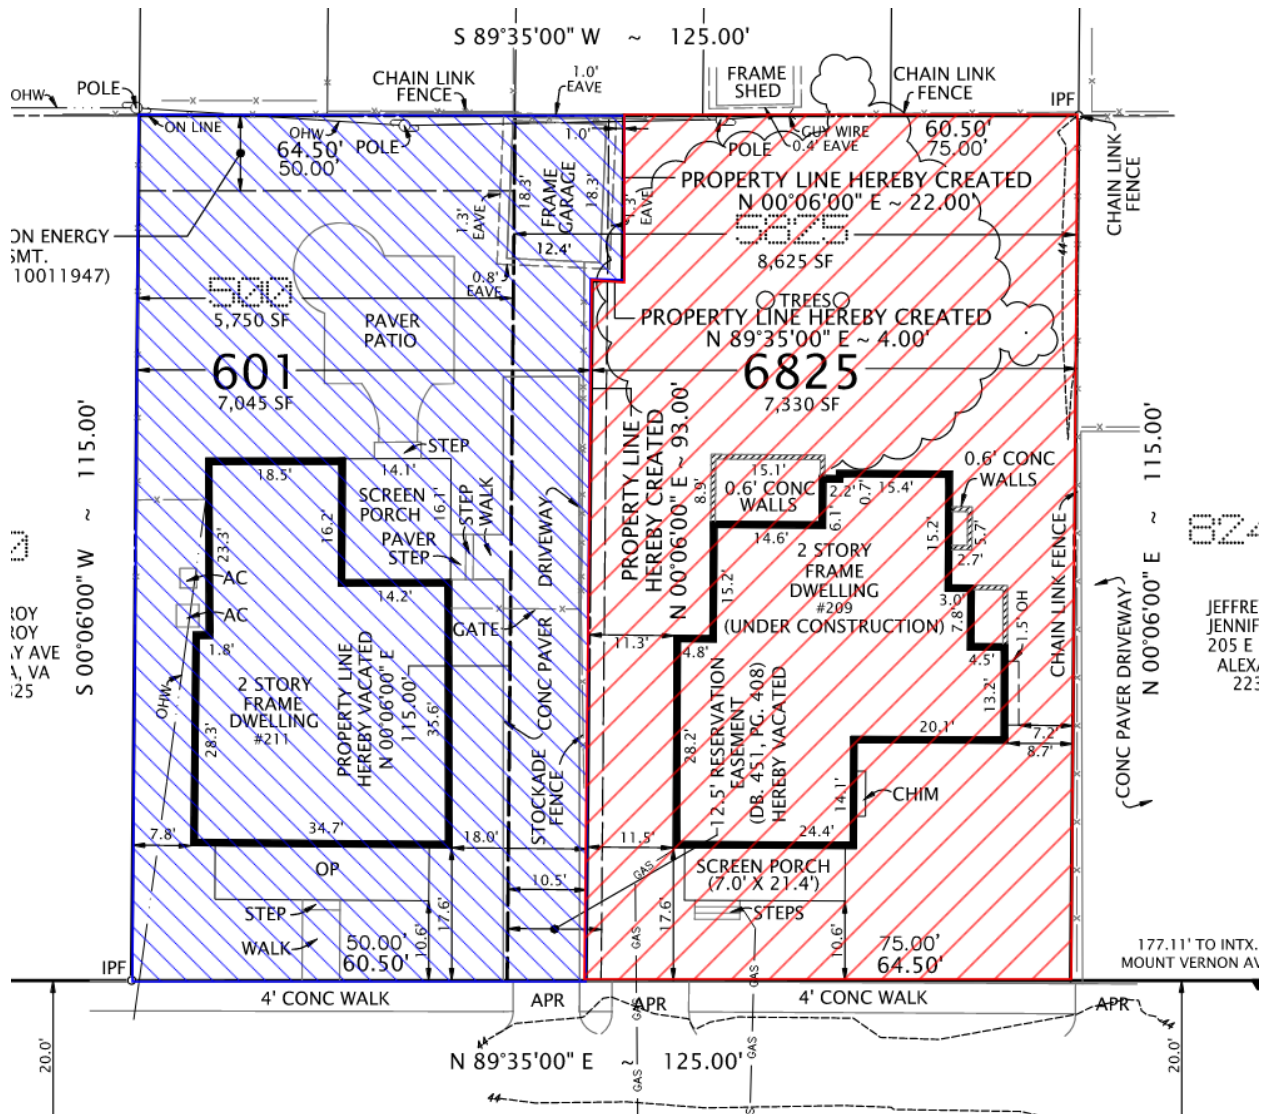 S 89°35'00" W ~ 125.00'
POLE
OHW
CHAIN LINK
FENCE
1.0'
EAVE
FRAME
SHED
CHAIN LINK
FENCE
IPF
ON LINE
OHW
64.50'
50.00'
POLE
1.0'
GUY WIRE
0.4' EAVE
POLE
60.50'
75.00'
CHAIN LINK
FENCE
PROPERTY LINE HEREBY CREATED
N 00°06'00" E ~ 22.00'
1.3'
EAVE
18.3'
FRAME
GARAGE
18.3'
1.3'
EAVE
12.4'
0.8'
EAVE
ON ENERGY
SMT.
10011947)
500
5,750 SF
5825
8,625 SF
PAVER
PATIO
TREES
PROPERTY LINE HEREBY CREATED
N 89°35'00" E ~ 4.00'
601
7,045 SF
6825
7,330 SF
S 00°06'00" W ~ 115.00'
PROPERTY LINE
HEREBY CREATED
N 00°06'00" E ~ 93.00'
N 00°06'00" E ~ 115.00'
STEP
18.5'
14.1'
SCREEN
PORCH
16.1'
16.2'
STEP
WALK
PAVER
STEP
23.3'
14.2'
AC
AC
GATE
1.8'
OHW
2 STORY
FRAME
DWELLING
#211
28.3'
PROPERTY LINE
HEREBY VACATED
N 00°06'00" E
115.00'
35.6'
CONC PAVER DRIVEWAY
STOCKADE
FENCE
34.7'
7.8'
18.0'
OP
10.5'
STEP
WALK
10.6'
17.6'
50.00'
60.50'
IPF
8.9'
15.1'
0.6' CONC
WALLS
2.2'
0.7'
15.4'
6.1'
14.6'
15.2'
15.2'
0.6' CONC
WALLS
5.7'
2.7'
2 STORY
FRAME
DWELLING
#209
(UNDER CONSTRUCTION)
3.0'
7.8'
1.5' OH
4.5'
CHAIN LINK FENCE
11.3'
4.8'
13.2'
20.1'
7.2'
8.7'
28.2'
12.5' RESERVATION
EASEMENT
(DB. 451, PG. 408)
HEREBY VACATED
14.1'
CHIM
24.4'
11.5'
GAS
SCREEN PORCH
(7.0' X 21.4')
STEPS
17.6'
10.6'
75.00'
64.50'
GAS
GAS
CONC PAVER DRIVEWAY
0
ROY
ROY
AY AVE
A, VA
325
824
JEFFRE
JENNIF
205 E
ALEXA
223
177.11' TO INTX.
MOUNT VERNON AV
4' CONC WALK
APR
APR
4' CONC WALK
APR
GAS
GAS
GAS
20.0'
20.0'
N 89°35'00" E ~ 125.00'